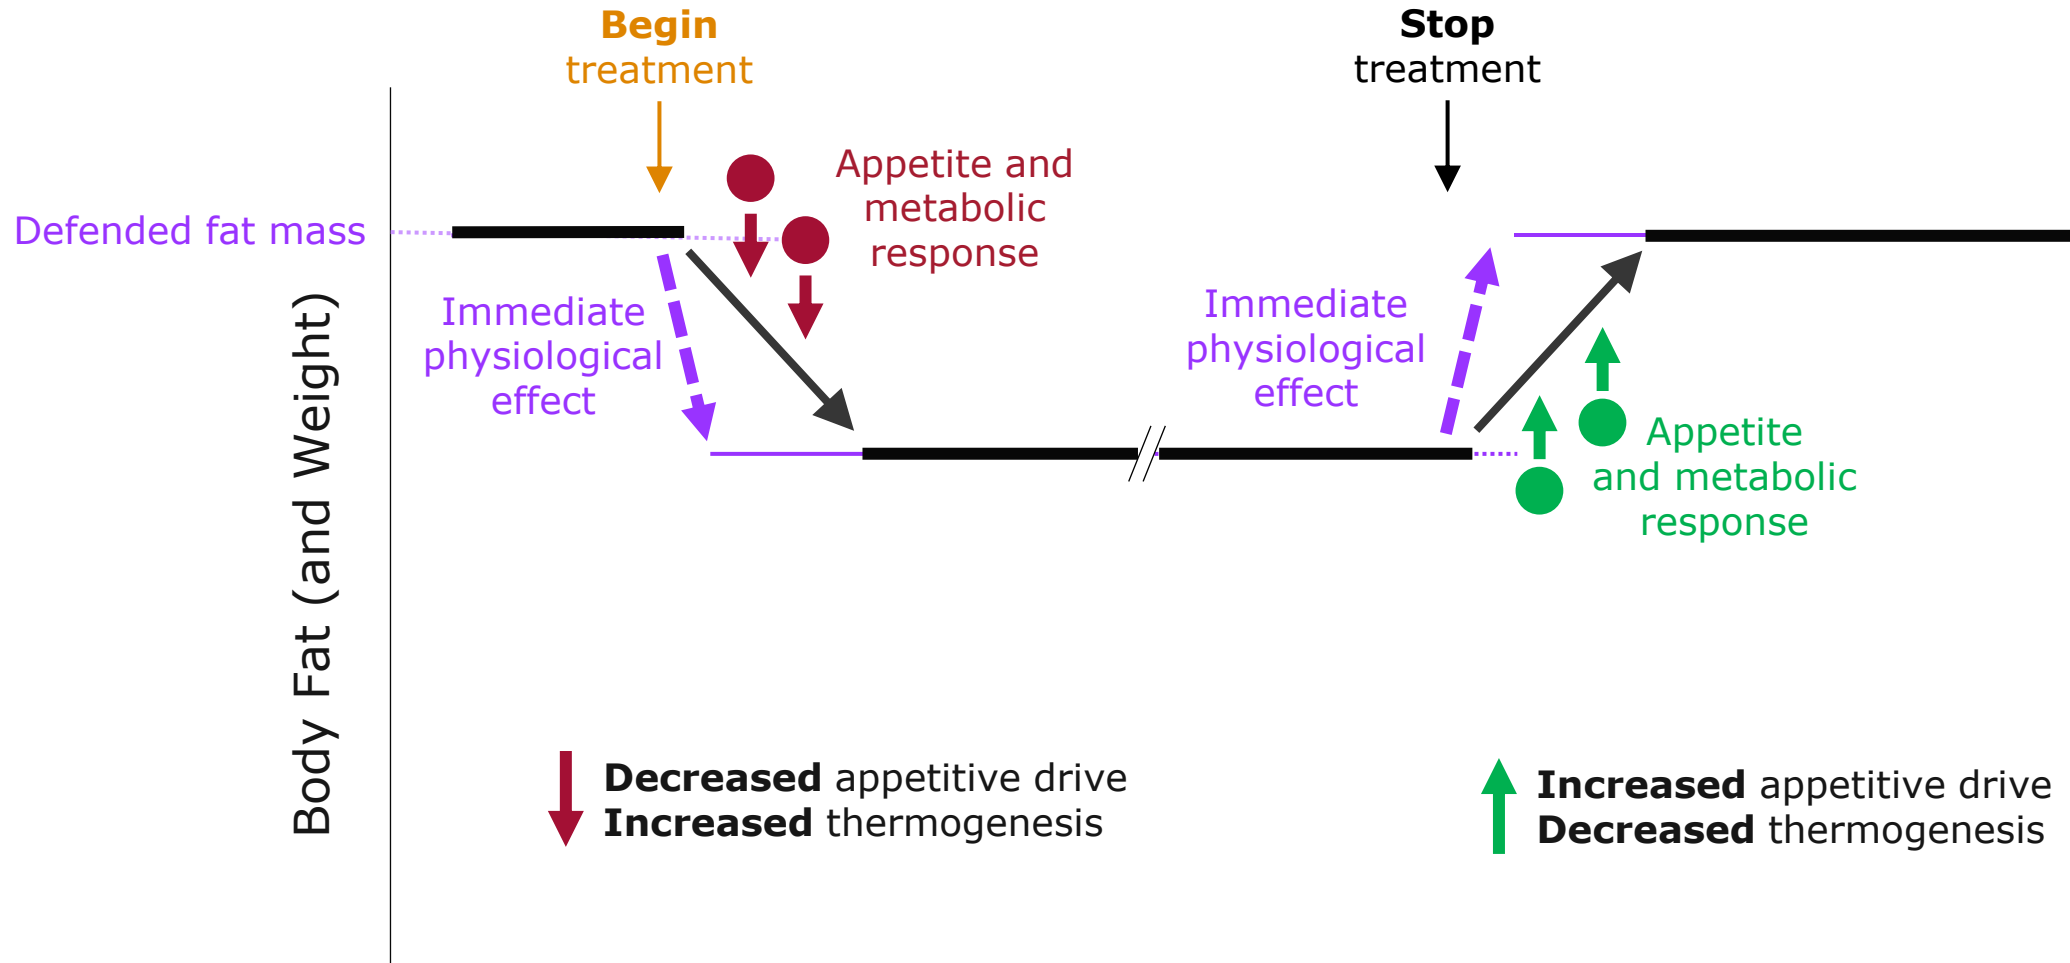 Begin
treatment
Stop
treatment
Appetite and
metabolic
response
Defended fat mass
Immediate
physiological
effect
Immediate
physiological
effect
Appetite
and metabolic
response
Body Fat (and Weight)
Decreased appetitive drive
Increased thermogenesis
Increased appetitive drive
Decreased thermogenesis